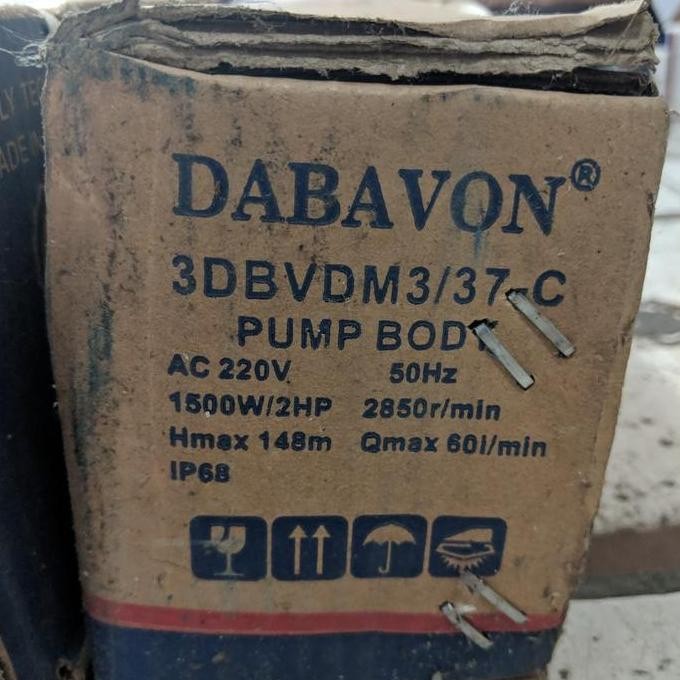 DABAVON®
3DBVDM3/37-C
PUMP BODY
AC 220V 50Hz
1500W/2HP 2850r/min
Hmax 148m Qmax 60l/min
IP68